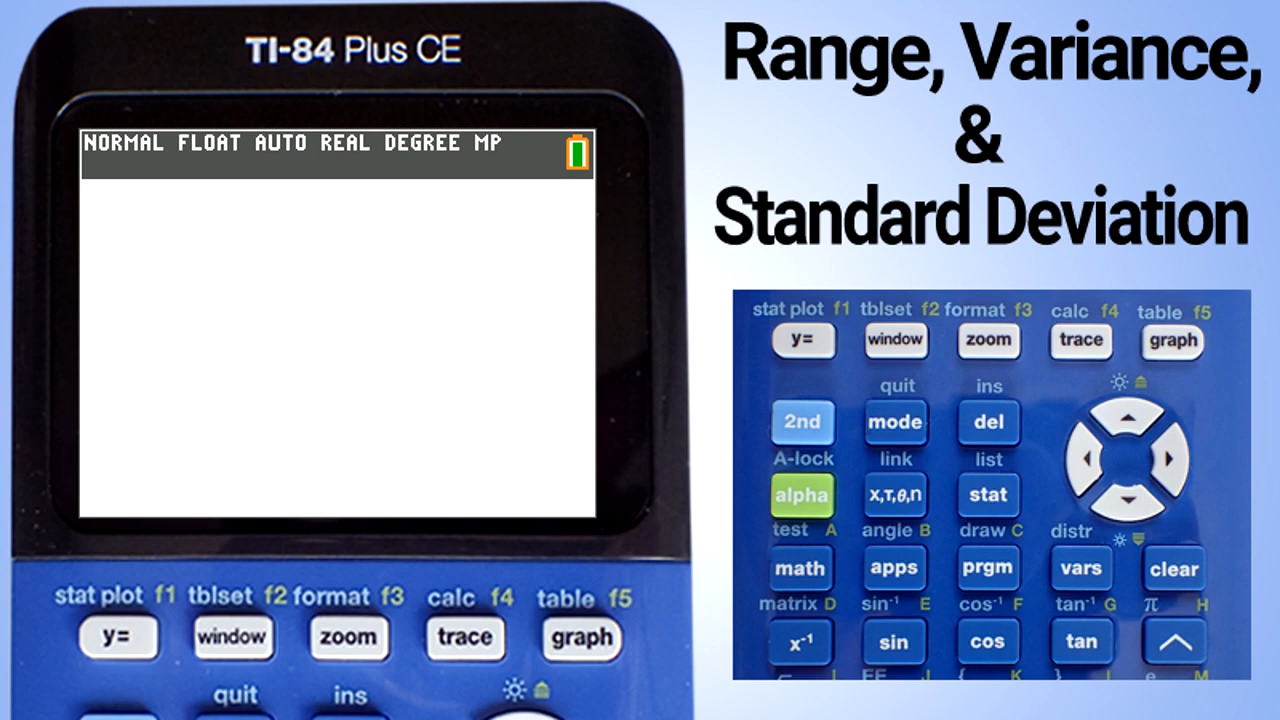 TI-84 Plus CE
NORMAL FLOAT AUTO REAL DEGREE MP
stat plot f1 tblset f2 format f3 calc f4 table f5
y= window zoom trace graph
quit ins
Range, Variance,
&
Standard Deviation
stat plot f1 tblset f2 format f3 calc f4 table f5
y= window zoom trace graph
quit ins
2nd mode del
A-lock link list
alpha X,T,θ,n stat
test A angle B draw C distr
math apps prgm vars clear
matrix D sin⁻¹ E cos⁻¹ F tan⁻¹ G π H
x⁻¹ sin cos tan ^
I EE J { K } L e M